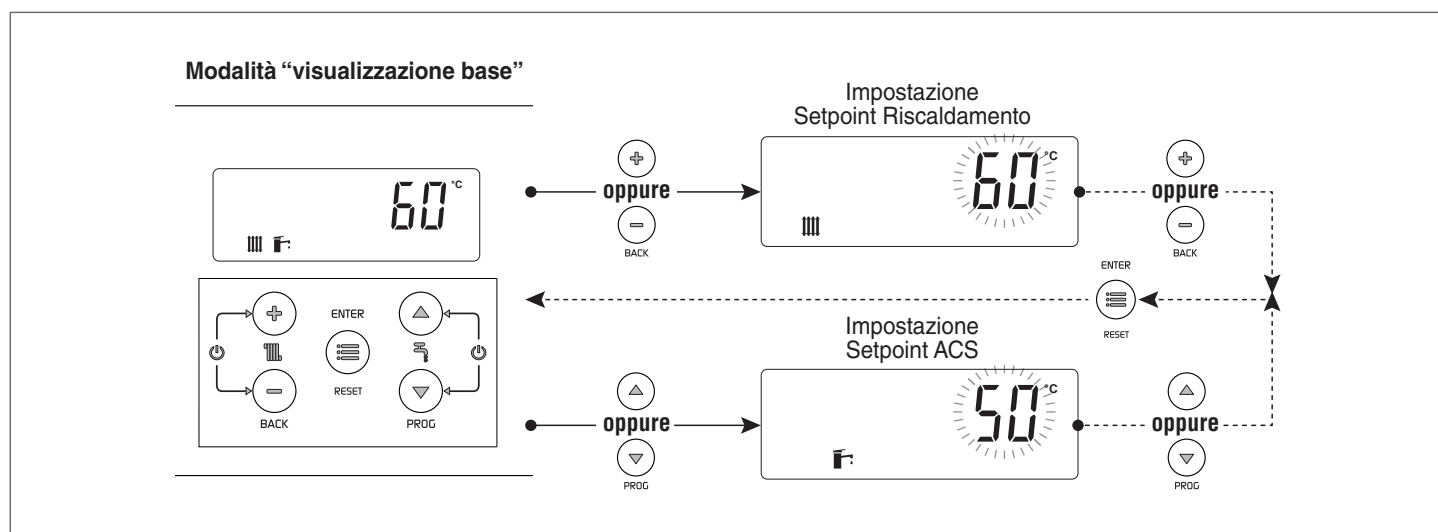 Modalità “visualizzazione base”
60 °C
ENTER
RESET
BACK
PROG
oppure
BACK
Impostazione
Setpoint Riscaldamento
60 °C
oppure
BACK
ENTER
RESET
oppure
PROG
Impostazione
Setpoint ACS
50 °C
oppure
PROG